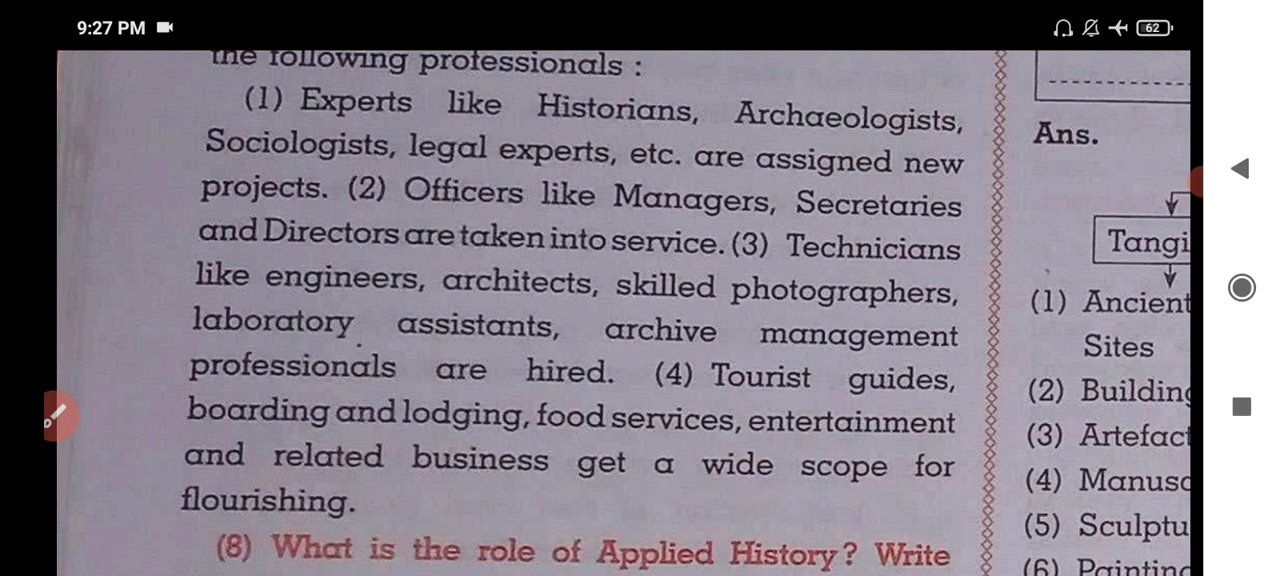 9:27 PM
62
the following professionals :
(1) Experts like Historians, Archaeologists,
Sociologists, legal experts, etc. are assigned new
projects. (2) Officers like Managers, Secretaries
and Directors are taken into service. (3) Technicians
like engineers, architects, skilled photographers,
laboratory assistants, archive management
professionals are hired. (4) Tourist guides,
boarding and lodging, food services, entertainment
and related business get a wide scope for
flourishing.
(8) What is the role of Applied History? Write
Ans.
Tangi
(1) Ancient
Sites
(2) Building
(3) Artefact
(4) Manusc
(5) Sculptu
(6) Painting